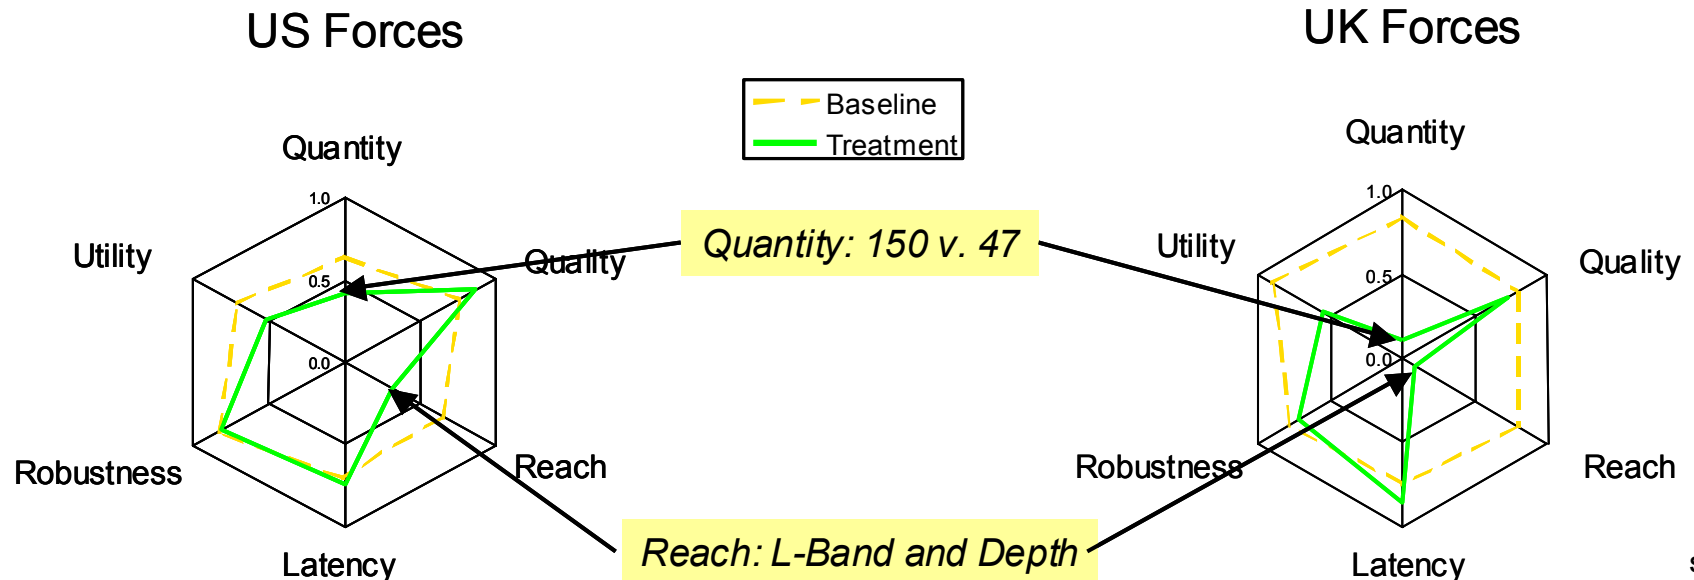 US Forces
UK Forces
Baseline
Treatment
Quantity
1.0
Utility
Quality
0.5
0.0
Robustness
Reach
Latency
Quantity: 150 v. 47
Reach: L-Band and Depth
Quantity
1.0
Utility
Quality
0.5
0.0
Robustness
Reach
Latency